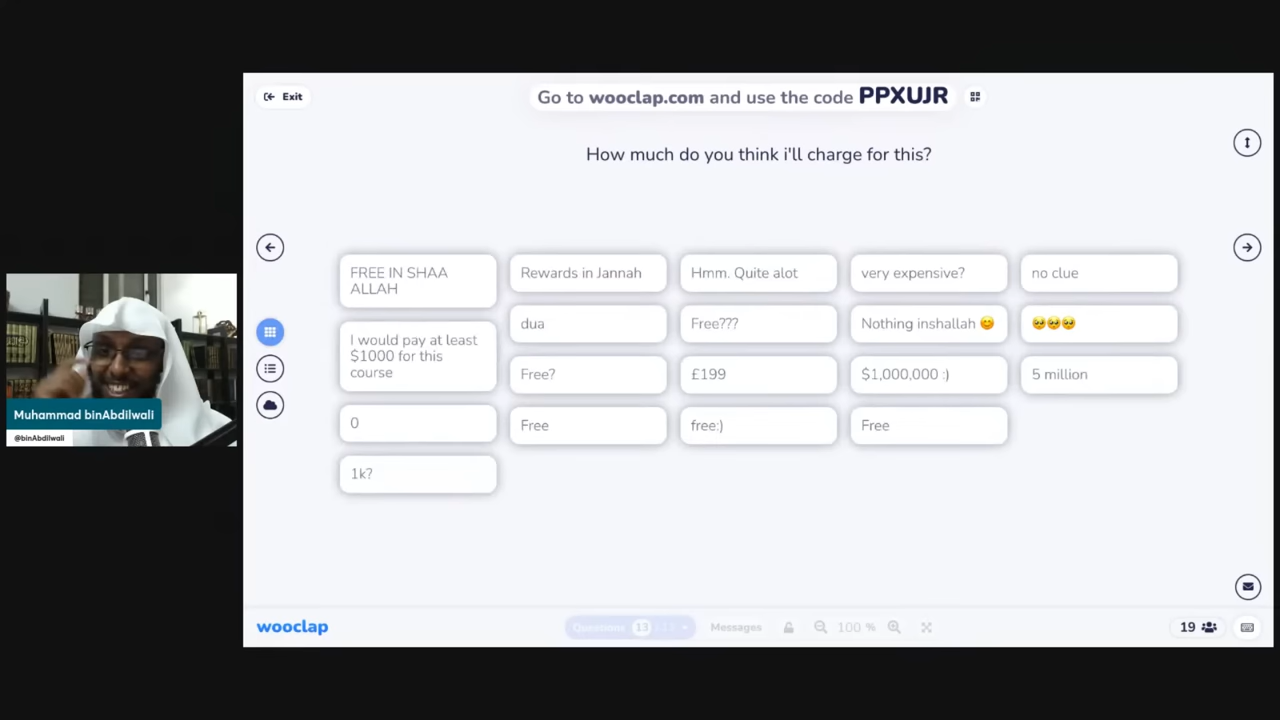 Exit
Go to wooclap.com and use the code PPXUJR
How much do you think i'll charge for this?
FREE IN SHAA
ALLAH
Rewards in Jannah
Hmm. Quite alot
very expensive?
no clue
I would pay at least
$1000 for this
course
dua
Free???
Nothing inshallah 😊
🥺🥺🥺
Free?
£199
$1,000,000 :)
5 million
0
Free
free:)
Free
1k?
Muhammad binAbdilwali
@binAbdilwali
wooclap
Questions 13
Messages
100 %
19